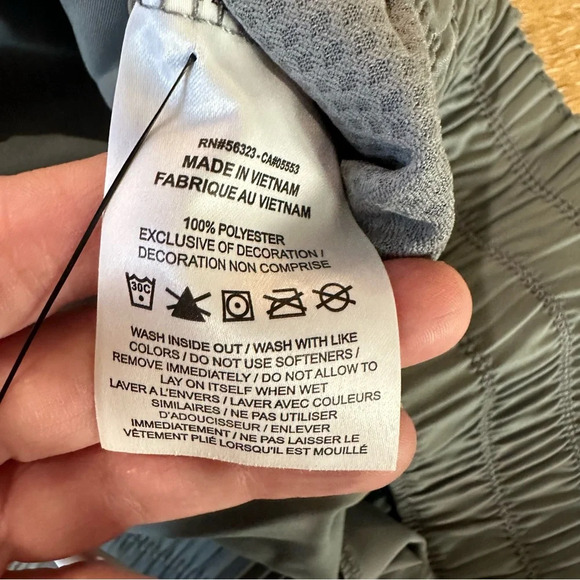 RN#56323-CA#05553
MADE IN VIETNAM
FABRIQUE AU VIETNAM
100% POLYESTER
EXCLUSIVE OF DECORATION /
DECORATION NON COMPRISE
30C
WASH INSIDE OUT / WASH WITH LIKE
COLORS / DO NOT USE SOFTENERS /
REMOVE IMMEDIATELY / DO NOT ALLOW TO
LAY ON ITSELF WHEN WET
LAVER A L'ENVERS / LAVER AVEC COULEURS
SIMILAIRES / NE PAS UTILISER
D'ADOUCISSEUR / ENLEVER
IMMEDIATEMENT / NE PAS LAISSER LE
VÊTEMENT PLIÉ LORSQU'IL EST MOUILLÉ